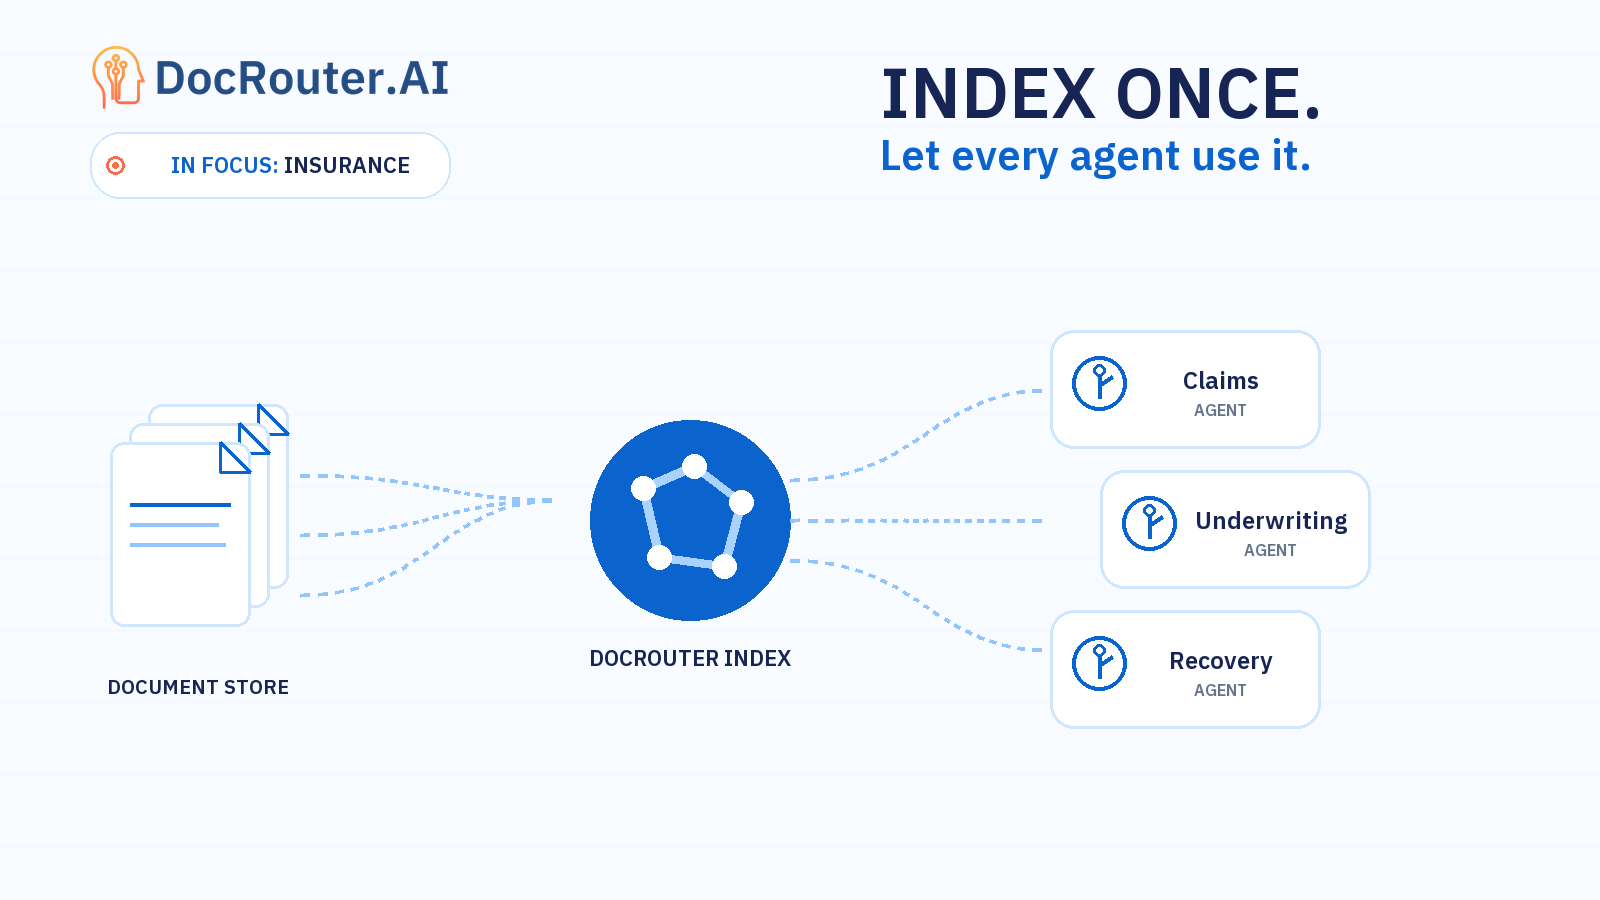 DocRouter.AI
IN FOCUS: INSURANCE
INDEX ONCE.
Let every agent use it.
DOCUMENT STORE
DOCROUTER INDEX
Claims
AGENT
Underwriting
AGENT
Recovery
AGENT